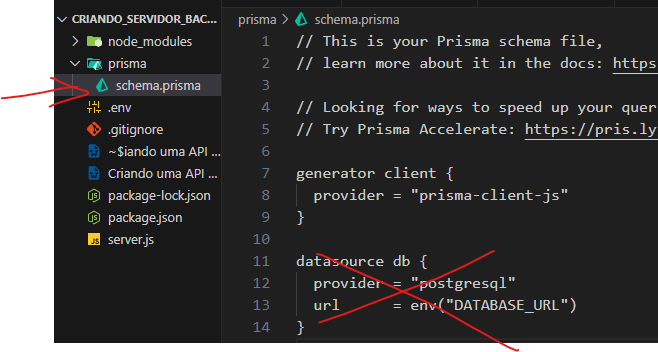 CRIANDO_SERVIDOR_BAC...
node_modules
prisma
schema.prisma
.env
.gitignore
~$iando uma API ...
Criando uma API ...
package-lock.json
package.json
server.js
prisma > schema.prisma
1 // This is your Prisma schema file,
2 // learn more about it in the docs: https
3
4 // Looking for ways to speed up your quer
5 // Try Prisma Accelerate: https://pris.ly
6
7 generator client {
8 provider = "prisma-client-js"
9 }
10
11 datasource db {
12 provider = "postgresql"
13 url = env("DATABASE_URL")
14 }